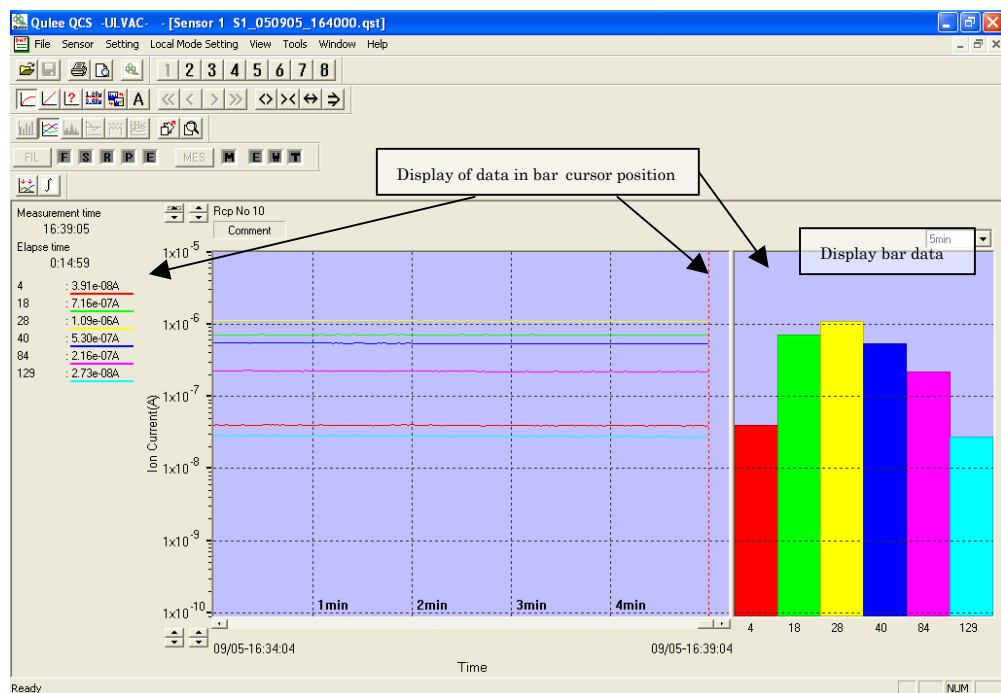 Qulee QCS -ULVAC- - [Sensor 1 S1_050905_164000.qst]
File Sensor Setting Local Mode Setting View Tools Window Help
1 2 3 4 5 6 7 8
A
FIL F S R P E MES M E W T
Display of data in bar cursor position
Measurement time
16:39:05
Elapse time
0:14:59
4 : 3.91e-08A
18 : 7.16e-07A
28 : 1.09e-06A
40 : 5.30e-07A
84 : 2.16e-07A
129 : 2.73e-08A
Rcp No 10
Comment
5min
Display bar data
Ion Current(A)
1x10-5
1x10-6
1x10-7
1x10-8
1x10-9
1x10-10
1min 2min 3min 4min
4 18 28 40 84 129
09/05-16:34:04 09/05-16:39:04
Time
Ready NUM